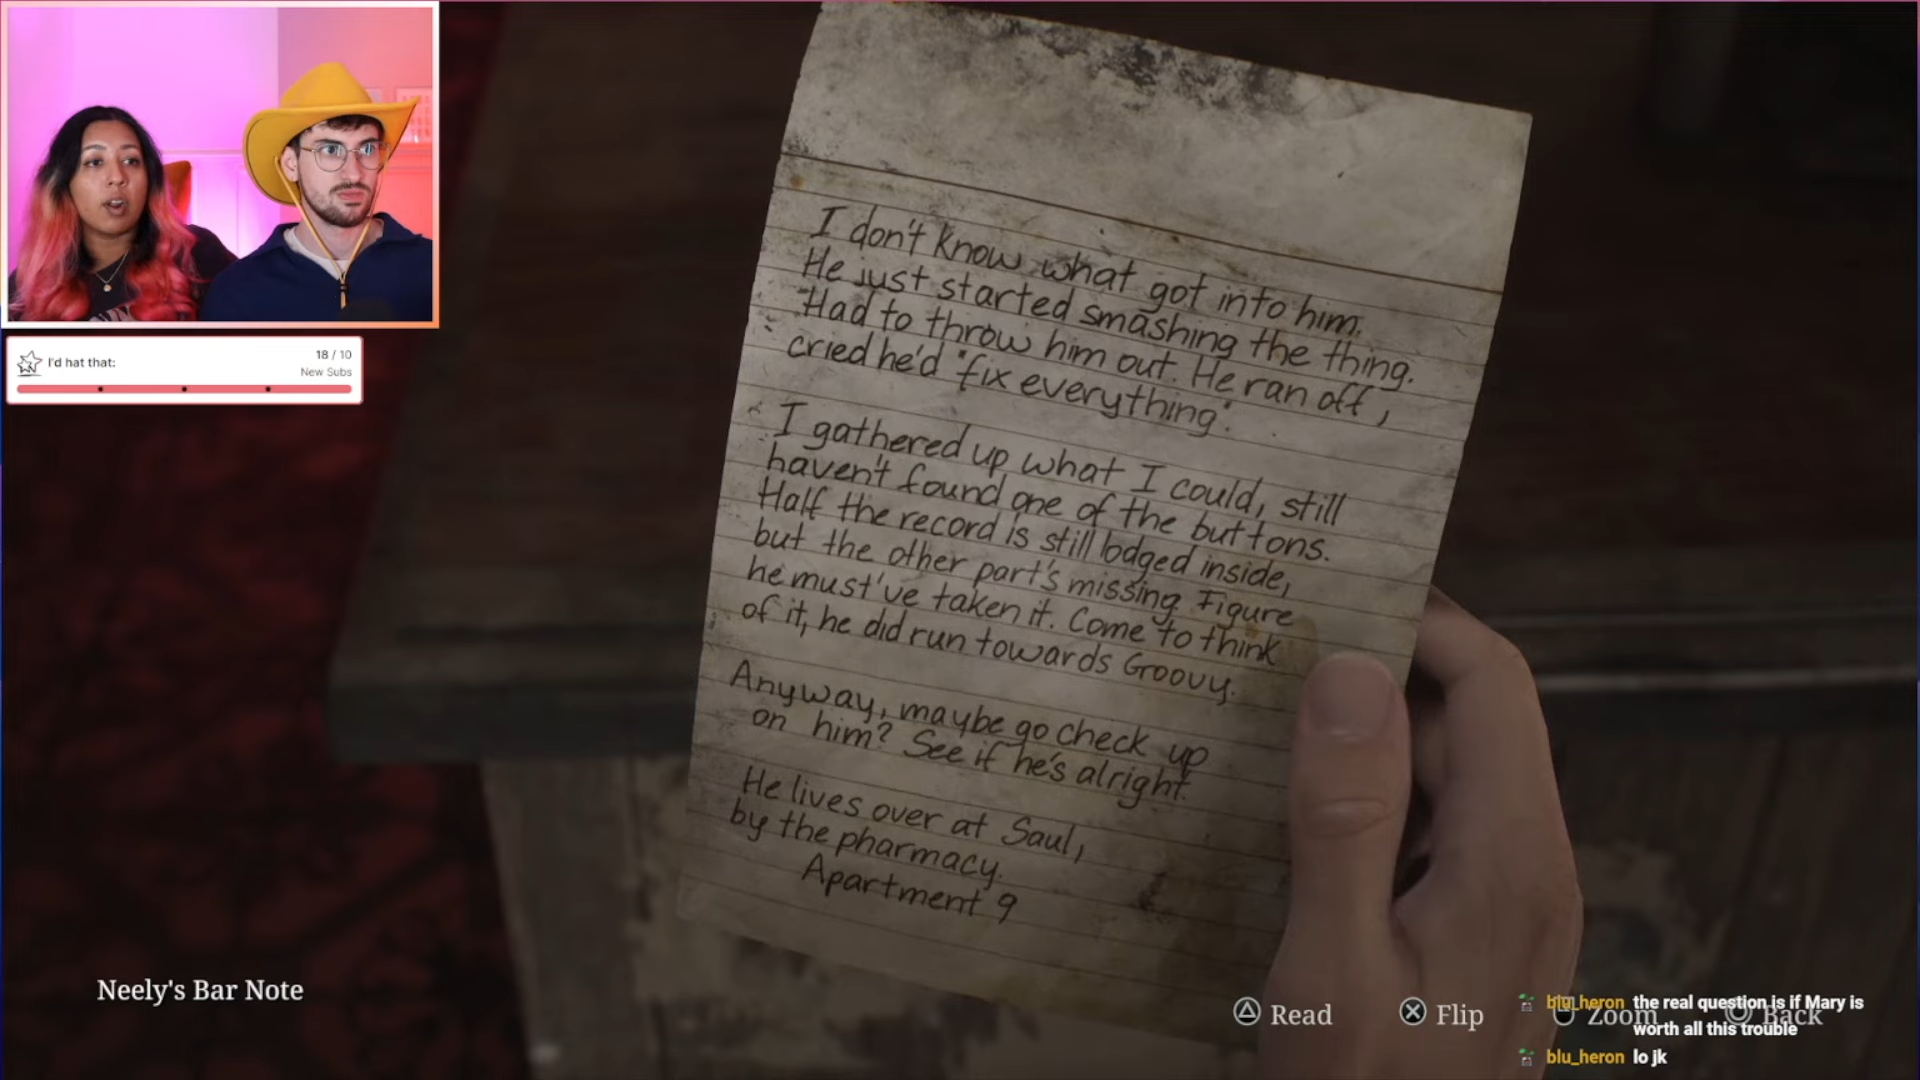 I'd hat that:
18 / 10
New Subs
I don't know what got into him.
He just started smashing the thing.
Had to throw him out. He ran off,
cried he'd "fix everything".
I gathered up what I could, still
haven't found one of the buttons.
Half the record is still lodged inside,
but the other part's missing. Figure
he must've taken it. Come to think
of it, he did run towards Groovy.
Anyway, maybe go check up
on him? See if he's alright.
He lives over at Saul,
by the pharmacy.
Apartment 9
Neely's Bar Note
Read
Flip
Zoom
Back
blu_heron the real question is if Mary is
worth all this trouble
blu_heron lo jk